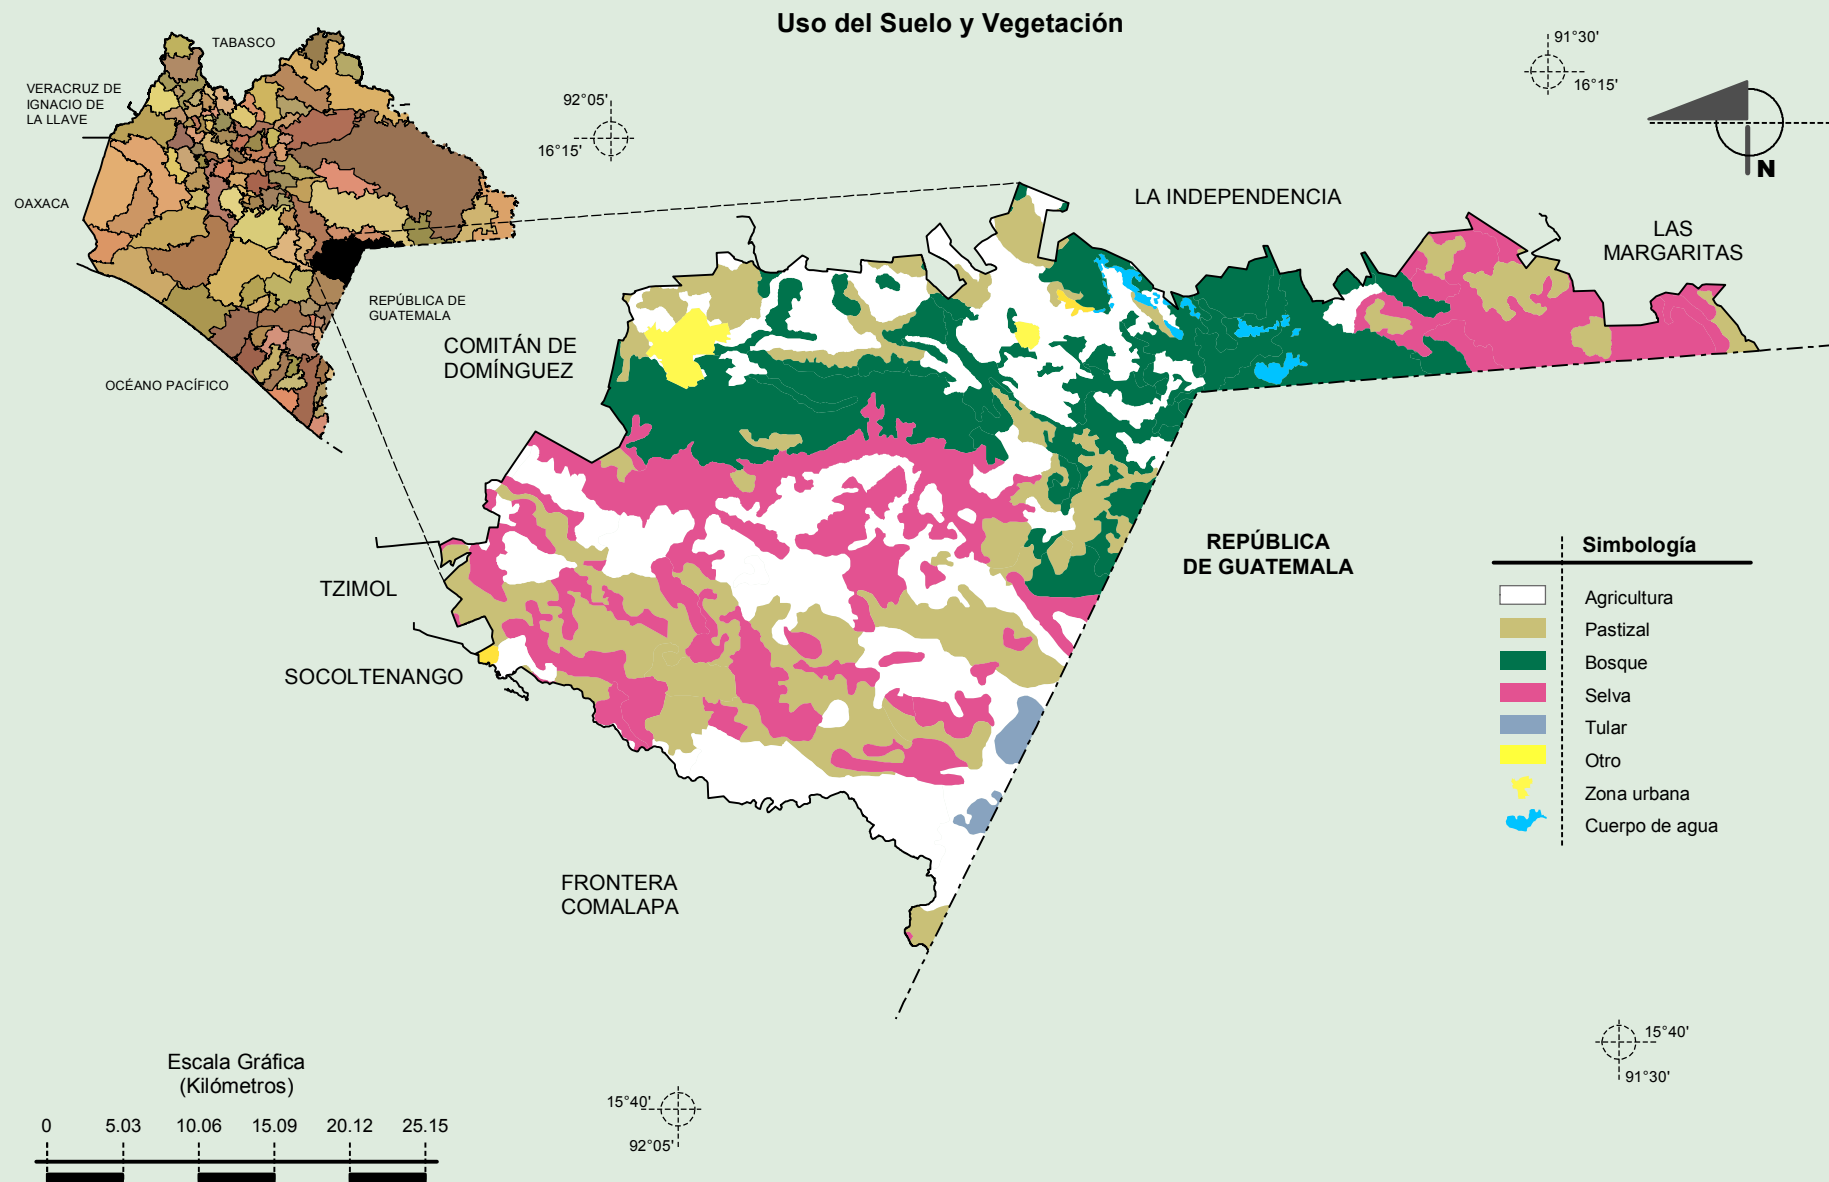 Uso del Suelo y Vegetación
TABASCO
VERACRUZ DE
IGNACIO DE
LA LLAVE
OAXACA
REPÚBLICA DE
GUATEMALA
OCÉANO PACÍFICO
92°05'
16°15'
91°30'
16°15'
N
LA INDEPENDENCIA
LAS
MARGARITAS
COMITÁN DE
DOMÍNGUEZ
TZIMOL
SOCOLTENANGO
REPÚBLICA
DE GUATEMALA
FRONTERA
COMALAPA
Simbología
Agricultura
Pastizal
Bosque
Selva
Tular
Otro
Zona urbana
Cuerpo de agua
15°40'
91°30'
15°40'
92°05'
Escala Gráfica
(Kilómetros)
0 5.03 10.06 15.09 20.12 25.15